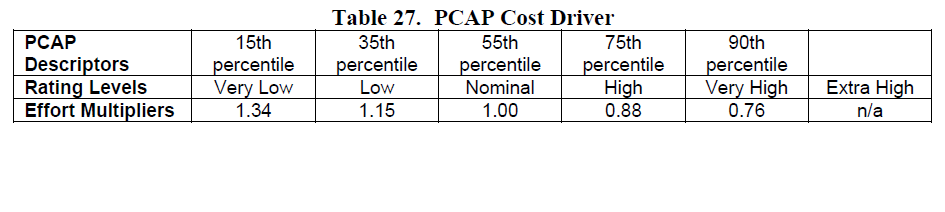 Table 27. PCAP Cost Driver
PCAP 15th 35th 55th 75th 90th
Descriptors percentile percentile percentile percentile percentile
Rating Levels Very Low Low Nominal High Very High Extra High
Effort Multipliers 1.34 1.15 1.00 0.88 0.76 n/a